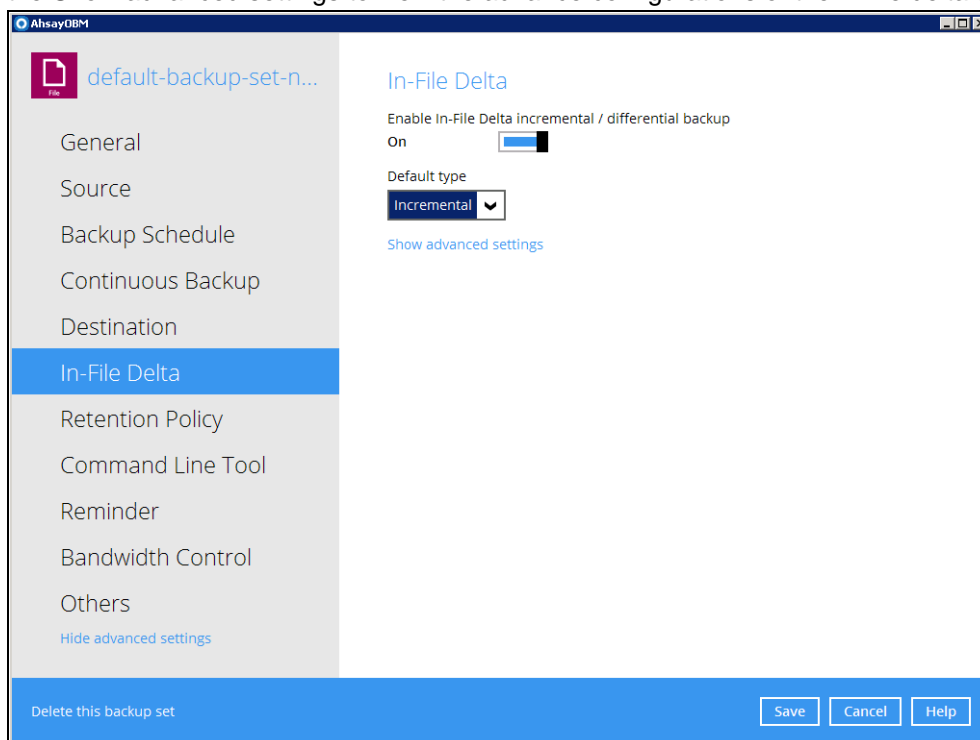 AhsayOBM
File
default-backup-set-n...
General
Source
Backup Schedule
Continuous Backup
Destination
In-File Delta
Retention Policy
Command Line Tool
Reminder
Bandwidth Control
Others
Hide advanced settings
In-File Delta
Enable In-File Delta incremental / differential backup
On
Default type
Incremental
Show advanced settings
Delete this backup set
Save
Cancel
Help